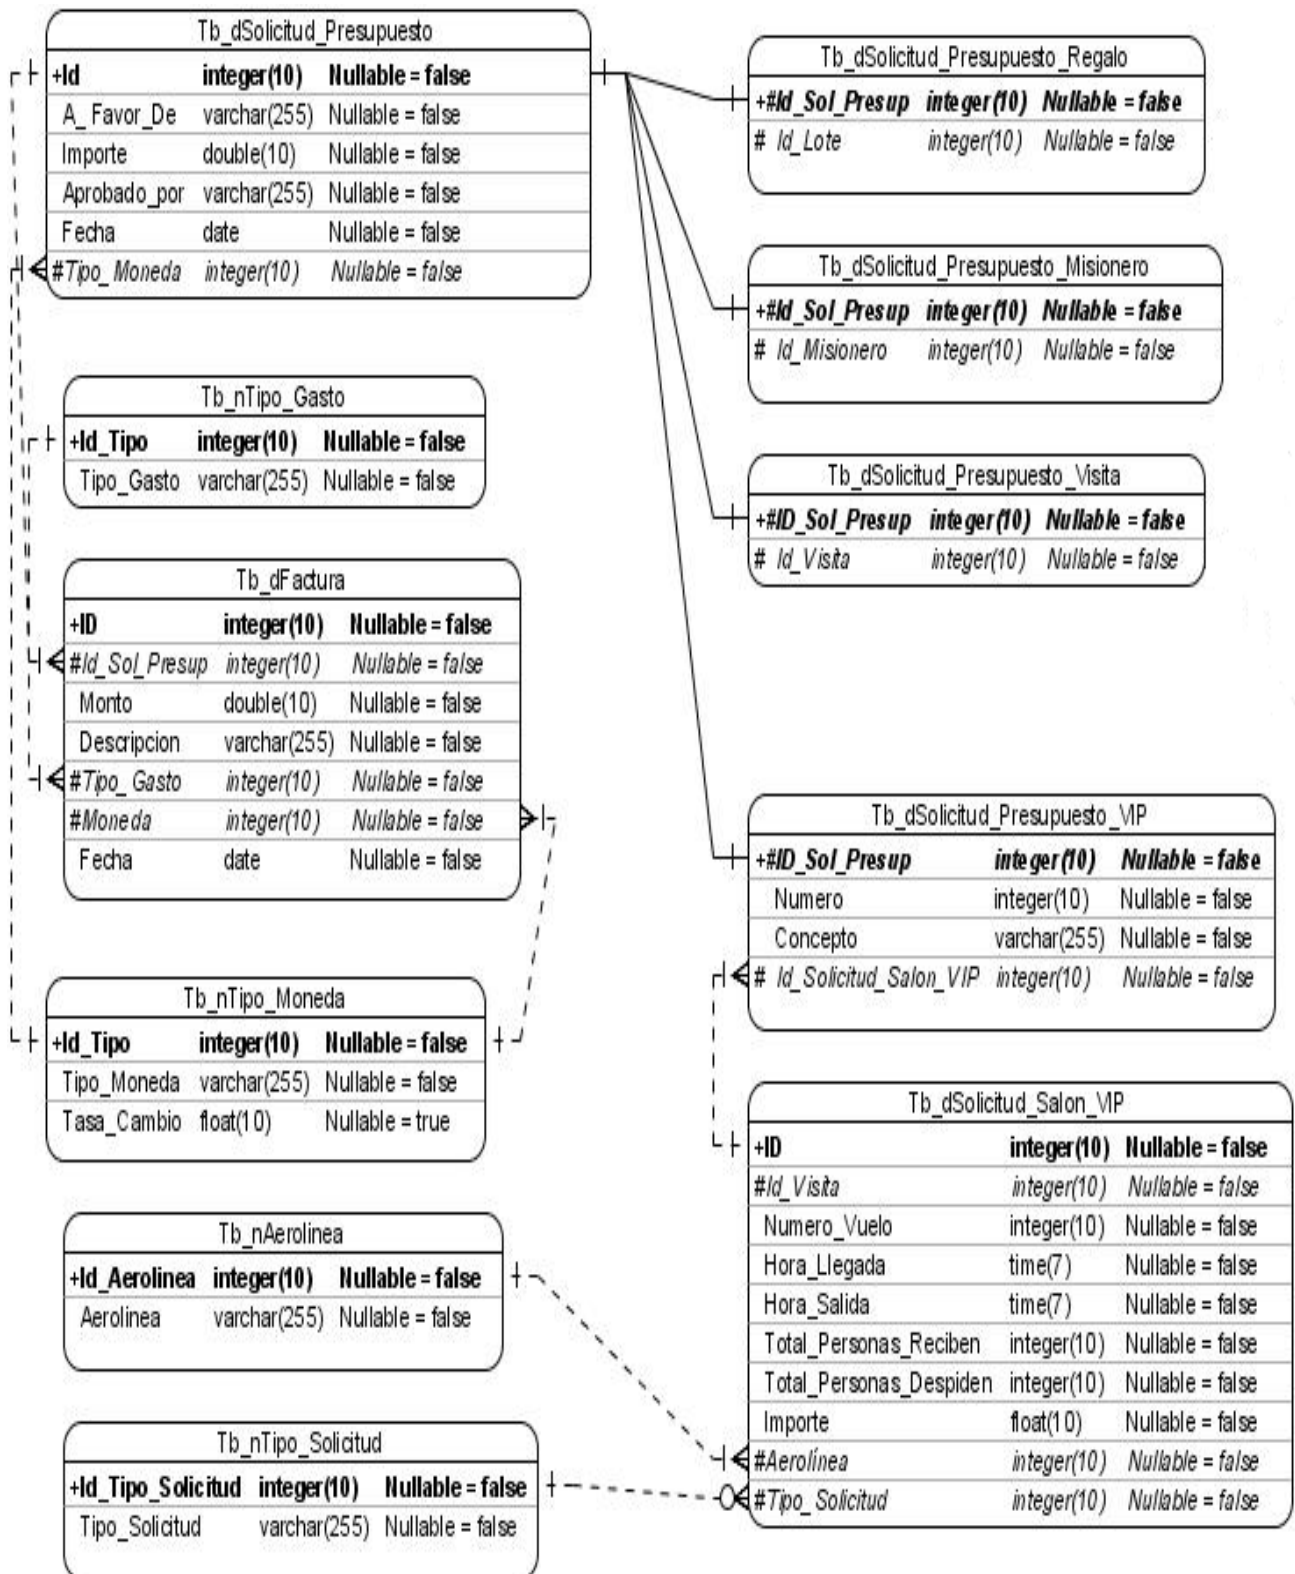 Tb_dSolicitud_Presupuesto
+Id integer(10) Nullable = false
A_ Favor_De varchar(255) Nullable = false
Importe double(10) Nullable = false
Aprobado_por varchar(255) Nullable = false
Fecha date Nullable = false
#Tipo_Moneda integer(10) Nullable = false
Tb_nTipo_Gasto
+Id_Tipo integer(10) Nullable = false
Tipo_Gasto varchar(255) Nullable = false
Tb_dFactura
+ID integer(10) Nullable = false
#Id_Sol_Presup integer(10) Nullable = false
Monto double(10) Nullable = false
Descripcion varchar(255) Nullable = false
#Tipo_Gasto integer(10) Nullable = false
#Moneda integer(10) Nullable = false
Fecha date Nullable = false
Tb_nTipo_Moneda
+Id_Tipo integer(10) Nullable = false
Tipo_Moneda varchar(255) Nullable = false
Tasa_Cambio float(10) Nullable = true
Tb_nAerolinea
+Id_Aerolinea integer(10) Nullable = false
Aerolinea varchar(255) Nullable = false
Tb_nTipo_Solicitud
+Id_Tipo_Solicitud integer(10) Nullable = false
Tipo_Solicitud varchar(255) Nullable = false
Tb_dSolicitud_Presupuesto_Regalo
+#Id_Sol_Presup integer(10) Nullable = false
# Id_Lote integer(10) Nullable = false
Tb_dSolicitud_Presupuesto_Misionero
+#Id_Sol_Presup integer(10) Nullable = false
# Id_Misionero integer(10) Nullable = false
Tb_dSolicitud_Presupuesto_Visita
+#ID_Sol_Presup integer(10) Nullable = false
# Id_Visita integer(10) Nullable = false
Tb_dSolicitud_Presupuesto_VIP
+#ID_Sol_Presup integer(10) Nullable = false
Numero integer(10) Nullable = false
Concepto varchar(255) Nullable = false
# Id_Solicitud_Salon_VIP integer(10) Nullable = false
Tb_dSolicitud_Salon_VIP
+ID integer(10) Nullable = false
#Id_Visita integer(10) Nullable = false
Numero_Vuelo integer(10) Nullable = false
Hora_Llegada time(7) Nullable = false
Hora_Salida time(7) Nullable = false
Total_Personas_Reciben integer(10) Nullable = false
Total_Personas_Despiden integer(10) Nullable = false
Importe float(10) Nullable = false
#Aerolínea integer(10) Nullable = false
#Tipo_Solicitud integer(10) Nullable = false